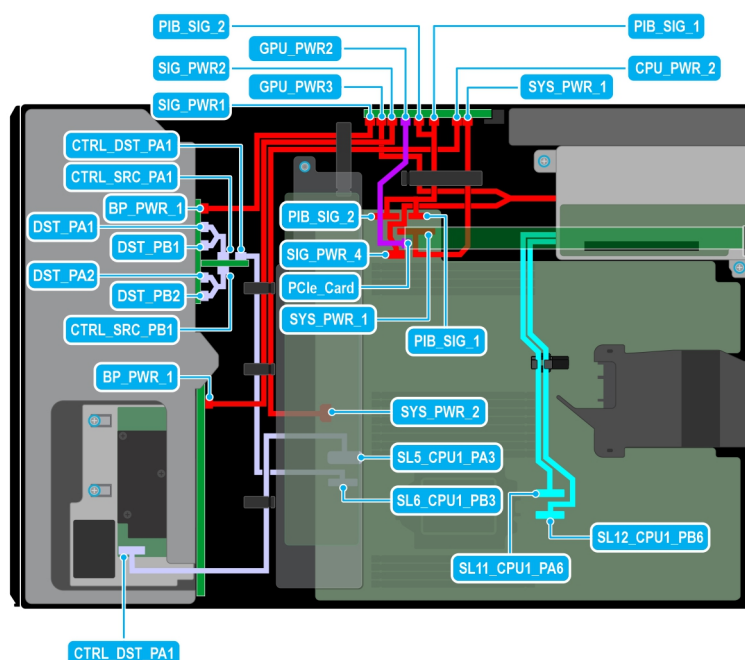 PIB_SIG_2
PIB_SIG_1
GPU_PWR2
SIG_PWR2
CPU_PWR_2
GPU_PWR3
SYS_PWR_1
SIG_PWR1
CTRL_DST_PA1
CTRL_SRC_PA1
BP_PWR_1
DST_PA1
PIB_SIG_2
DST_PB1
SIG_PWR_4
DST_PA2
PCIe_Card
DST_PB2
SYS_PWR_1
CTRL_SRC_PB1
PIB_SIG_1
BP_PWR_1
SYS_PWR_2
SL5_CPU1_PA3
SL6_CPU1_PB3
SL12_CPU1_PB6
SL11_CPU1_PA6
CTRL_DST_PA1